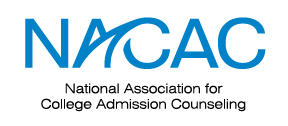 NACAC
National Association for
College Admission Counseling